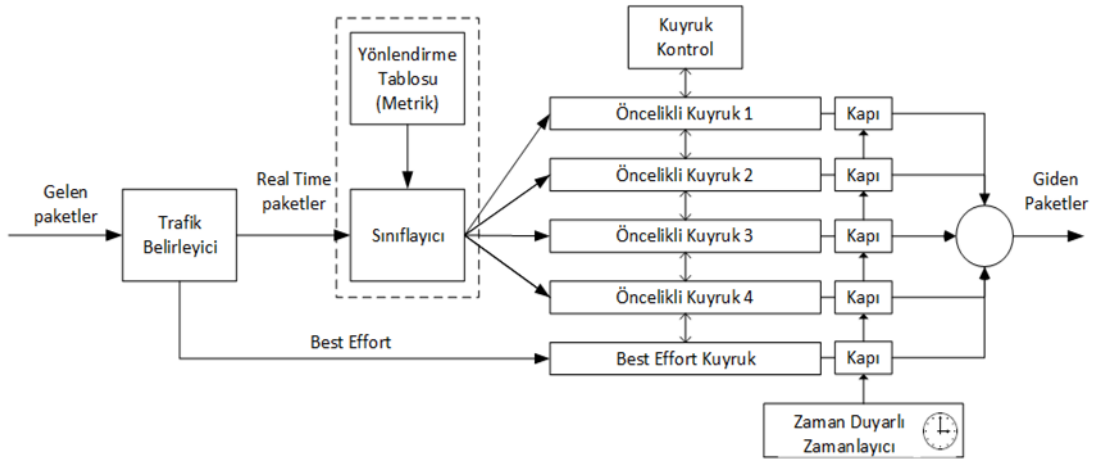 Kuyruk
Kontrol
Yönlendirme
Tablosu
(Metrik)
Öncelikli Kuyruk 1
Kapı
Öncelikli Kuyruk 2
Kapı
Gelen
paketler
Real Time
paketler
Giden
Paketler
Trafik
Belirleyici
Sınıflayıcı
Öncelikli Kuyruk 3
Kapı
Öncelikli Kuyruk 4
Kapı
Best Effort
Best Effort Kuyruk
Kapı
Zaman Duyarlı
Zamanlayıcı